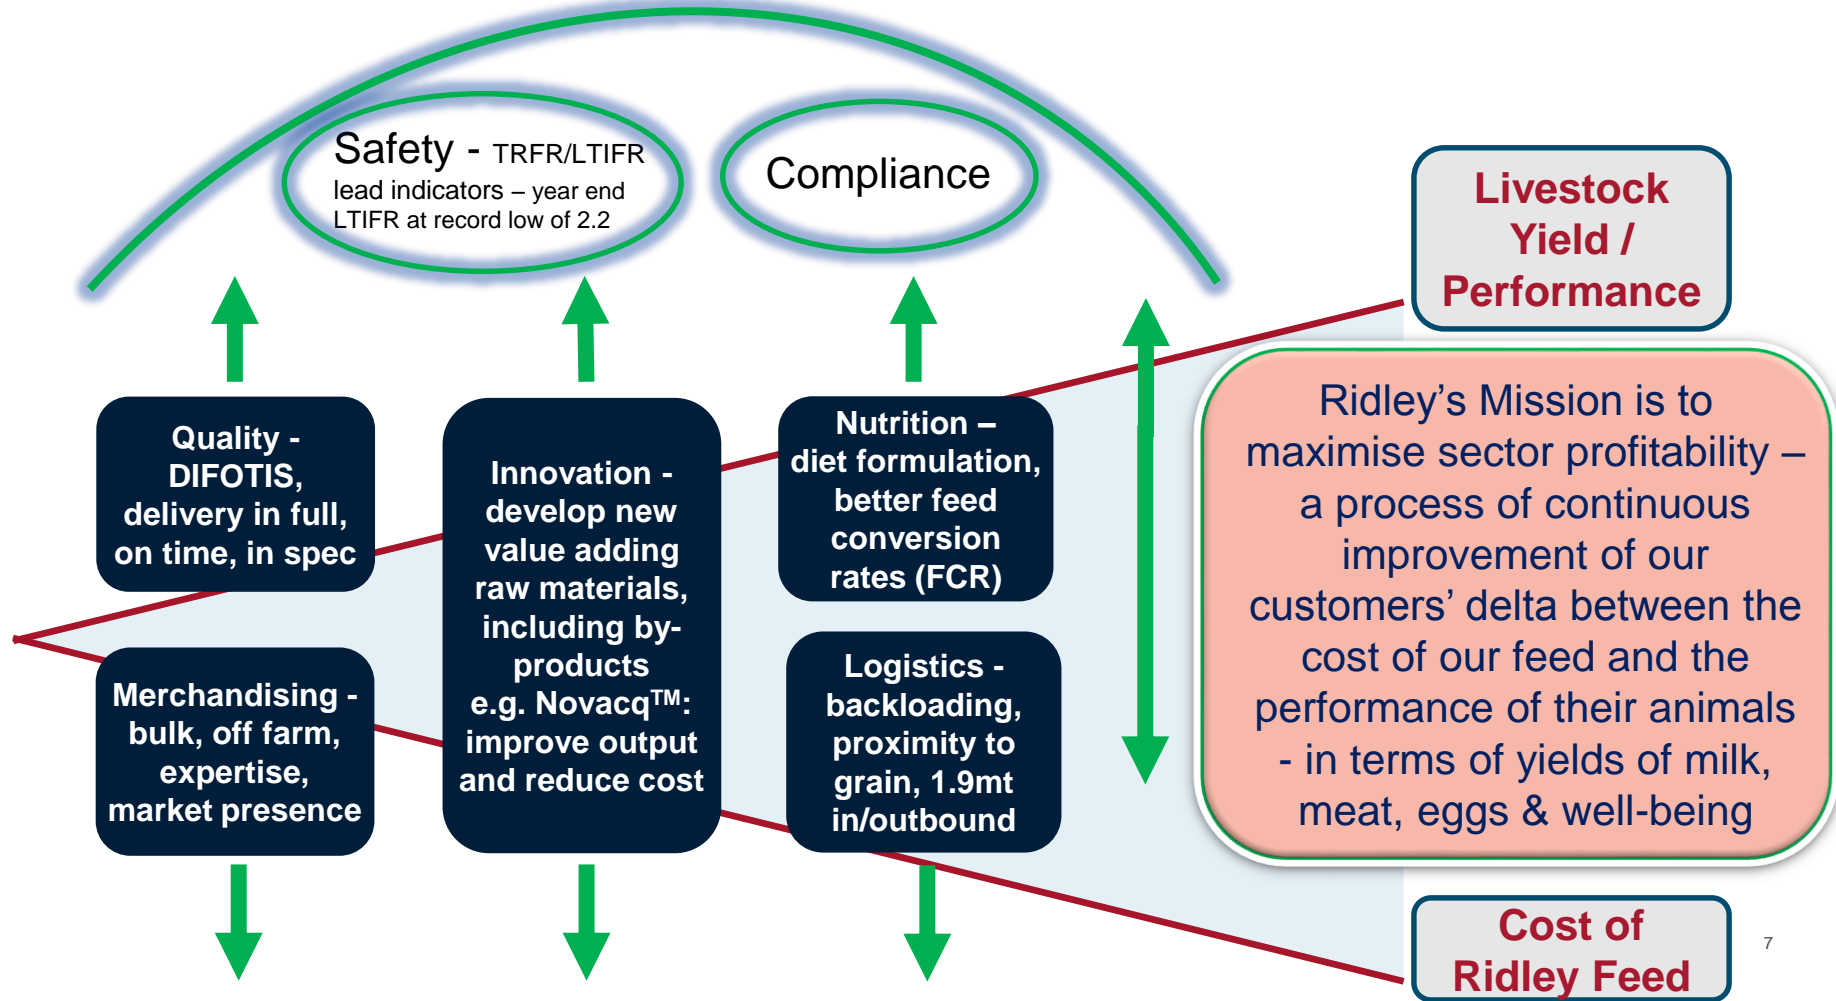 Safety - TRFR/LTIFR
lead indicators – year end
LTIFR at record low of 2.2
Compliance
Livestock
Yield /
Performance
Quality -
DIFOTIS,
delivery in full,
on time, in spec
Innovation -
develop new
value adding
raw materials,
including by-
products
e.g. Novacq™:
improve output
and reduce cost
Nutrition –
diet formulation,
better feed
conversion
rates (FCR)
Merchandising -
bulk, off farm,
expertise,
market presence
Logistics -
backloading,
proximity to
grain, 1.9mt
in/outbound
Ridley’s Mission is to
maximise sector profitability –
a process of continuous
improvement of our
customers’ delta between the
cost of our feed and the
performance of their animals
- in terms of yields of milk,
meat, eggs & well-being
Cost of
Ridley Feed
7